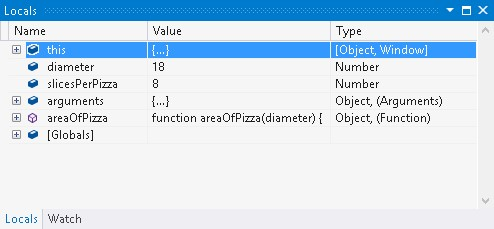 Locals
Name Value Type
this {...} [Object, Window]
diameter 18 Number
slicesPerPizza 8 Number
arguments {...} Object, (Arguments)
areaOfPizza function areaOfPizza(diameter) { Object, (Function)
[Globals]
Locals Watch